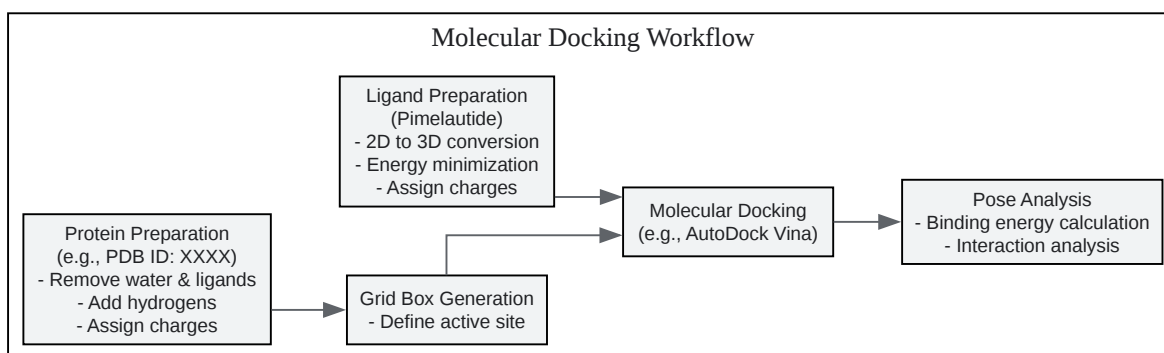 Molecular Docking Workflow
Ligand Preparation
(Pimelautide)
- 2D to 3D conversion
- Energy minimization
- Assign charges
Protein Preparation
(e.g., PDB ID: XXXX)
- Remove water & ligands
- Add hydrogens
- Assign charges
Grid Box Generation
- Define active site
Molecular Docking
(e.g., AutoDock Vina)
Pose Analysis
- Binding energy calculation
- Interaction analysis